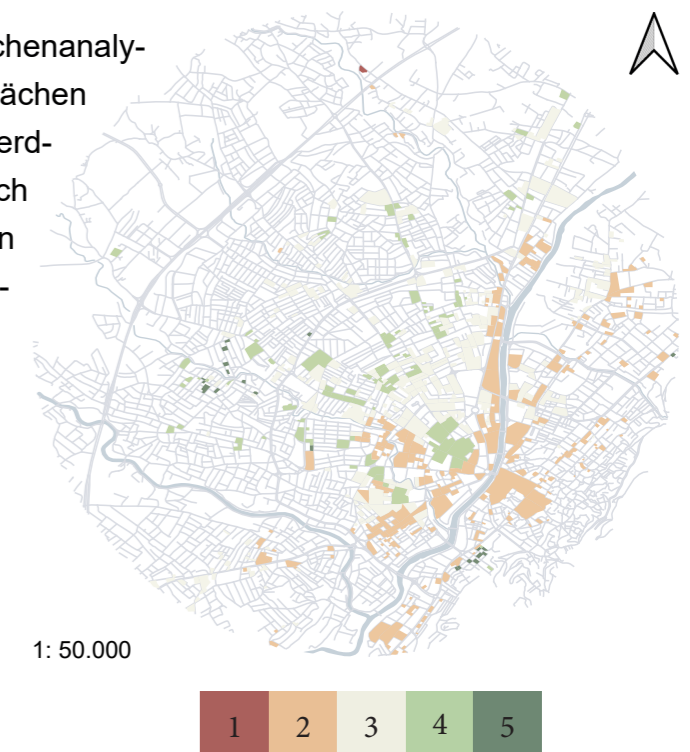 chenanaly-
ächen
erd-
ch
n
-
1: 50.000
1 2 3 4 5